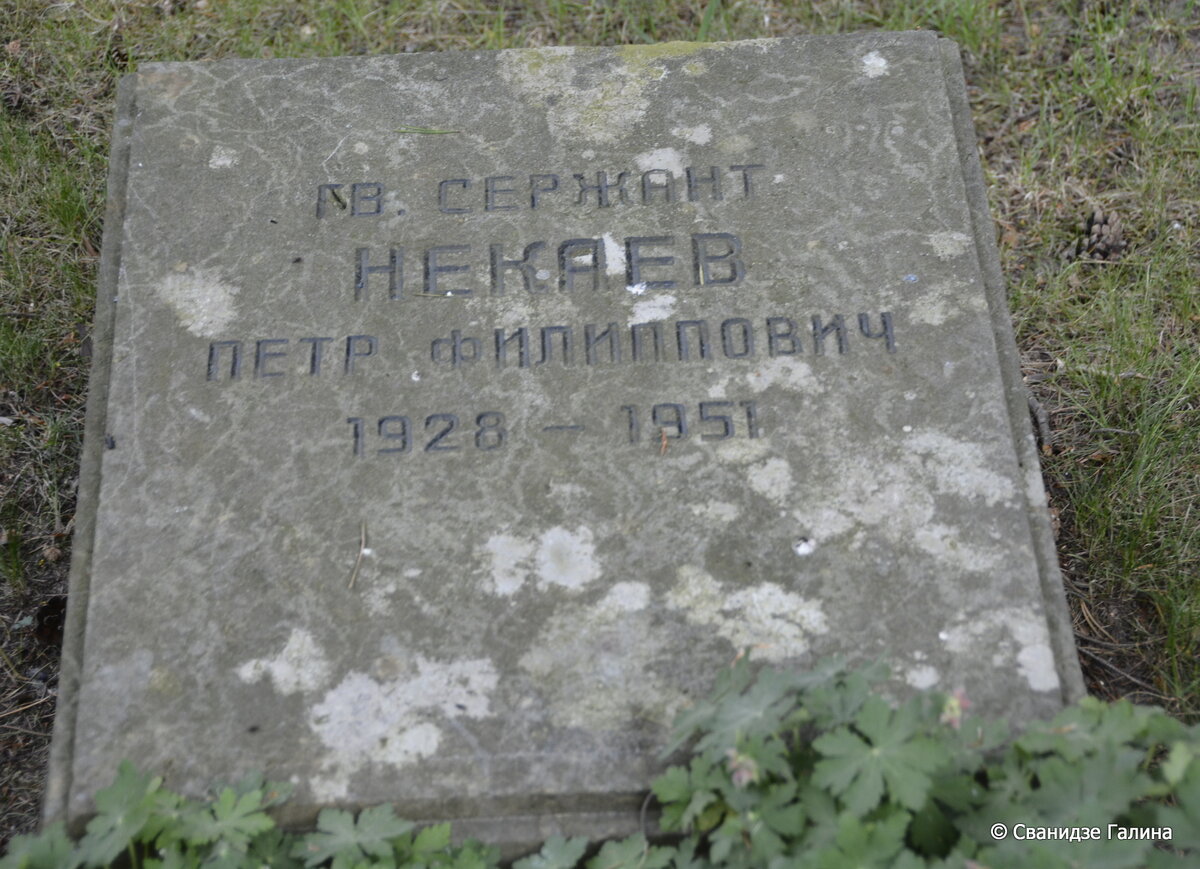 ГВ. СЕРЖАНТ
НЕКАЕВ
ПЕТР ФИЛИППОВИЧ
1928 - 1951
© Сванидзе Галина